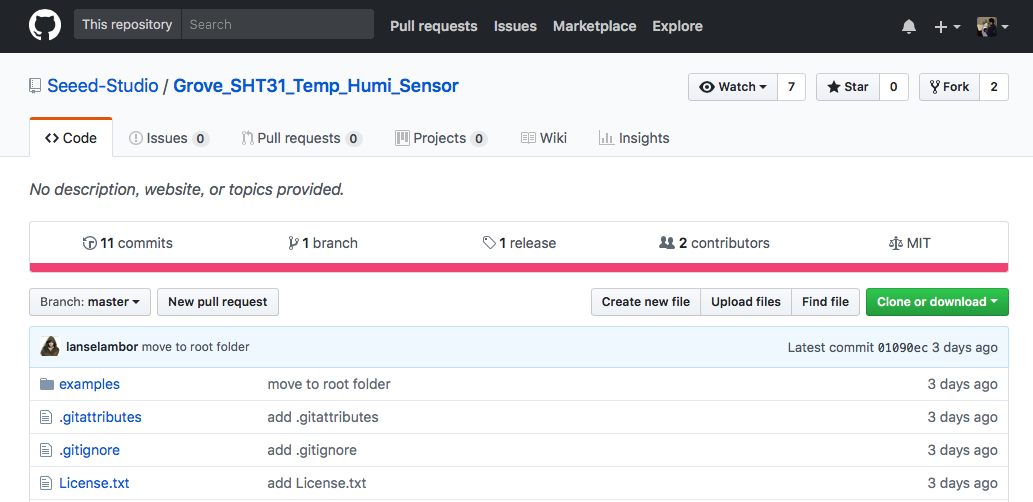 This repository Search Pull requests Issues Marketplace Explore
Seeed-Studio / Grove_SHT31_Temp_Humi_Sensor Watch 7 Star 0 Fork 2
Code Issues 0 Pull requests 0 Projects 0 Wiki Insights
No description, website, or topics provided.
11 commits 1 branch 1 release 2 contributors MIT
Branch: master New pull request Create new file Upload files Find file Clone or download
lanselambor move to root folder Latest commit 01090ec 3 days ago
examples move to root folder 3 days ago
.gitattributes add .gitattributes 3 days ago
.gitignore add .gitignore 3 days ago
License.txt add License.txt 3 days ago